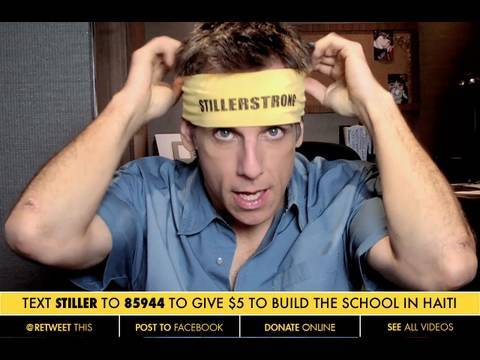 STILLERSTRONG
TEXT STILLER TO 85944 TO GIVE $5 TO BUILD THE SCHOOL IN HAITI
@RETWEET THIS
POST TO FACEBOOK
DONATE ONLINE
SEE ALL VIDEOS